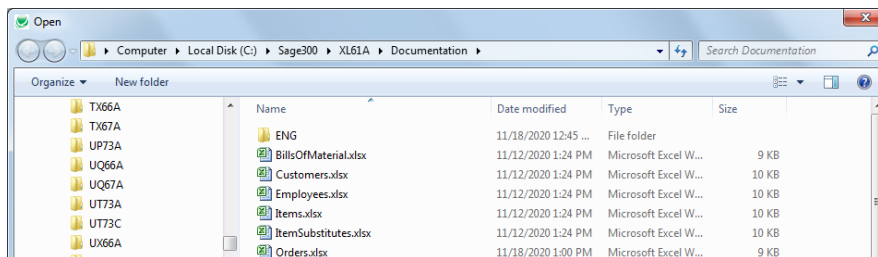 Open
Computer Local Disk (C:) Sage300 XL61A Documentation Search Documentation
Organize New folder
Name Date modified Type Size
TX66A
TX67A
UP73A
UQ66A
UQ67A
UT73A
UT73C
UX66A
ENG 11/18/2020 12:45 ... File folder
BillsOfMaterial.xlsx 11/12/2020 1:24 PM Microsoft Excel W... 9 KB
Customers.xlsx 11/12/2020 1:24 PM Microsoft Excel W... 10 KB
Employees.xlsx 11/12/2020 1:24 PM Microsoft Excel W... 10 KB
Items.xlsx 11/12/2020 1:24 PM Microsoft Excel W... 10 KB
ItemSubstitutes.xlsx 11/12/2020 1:24 PM Microsoft Excel W... 10 KB
Orders.xlsx 11/18/2020 1:00 PM Microsoft Excel W... 9 KB